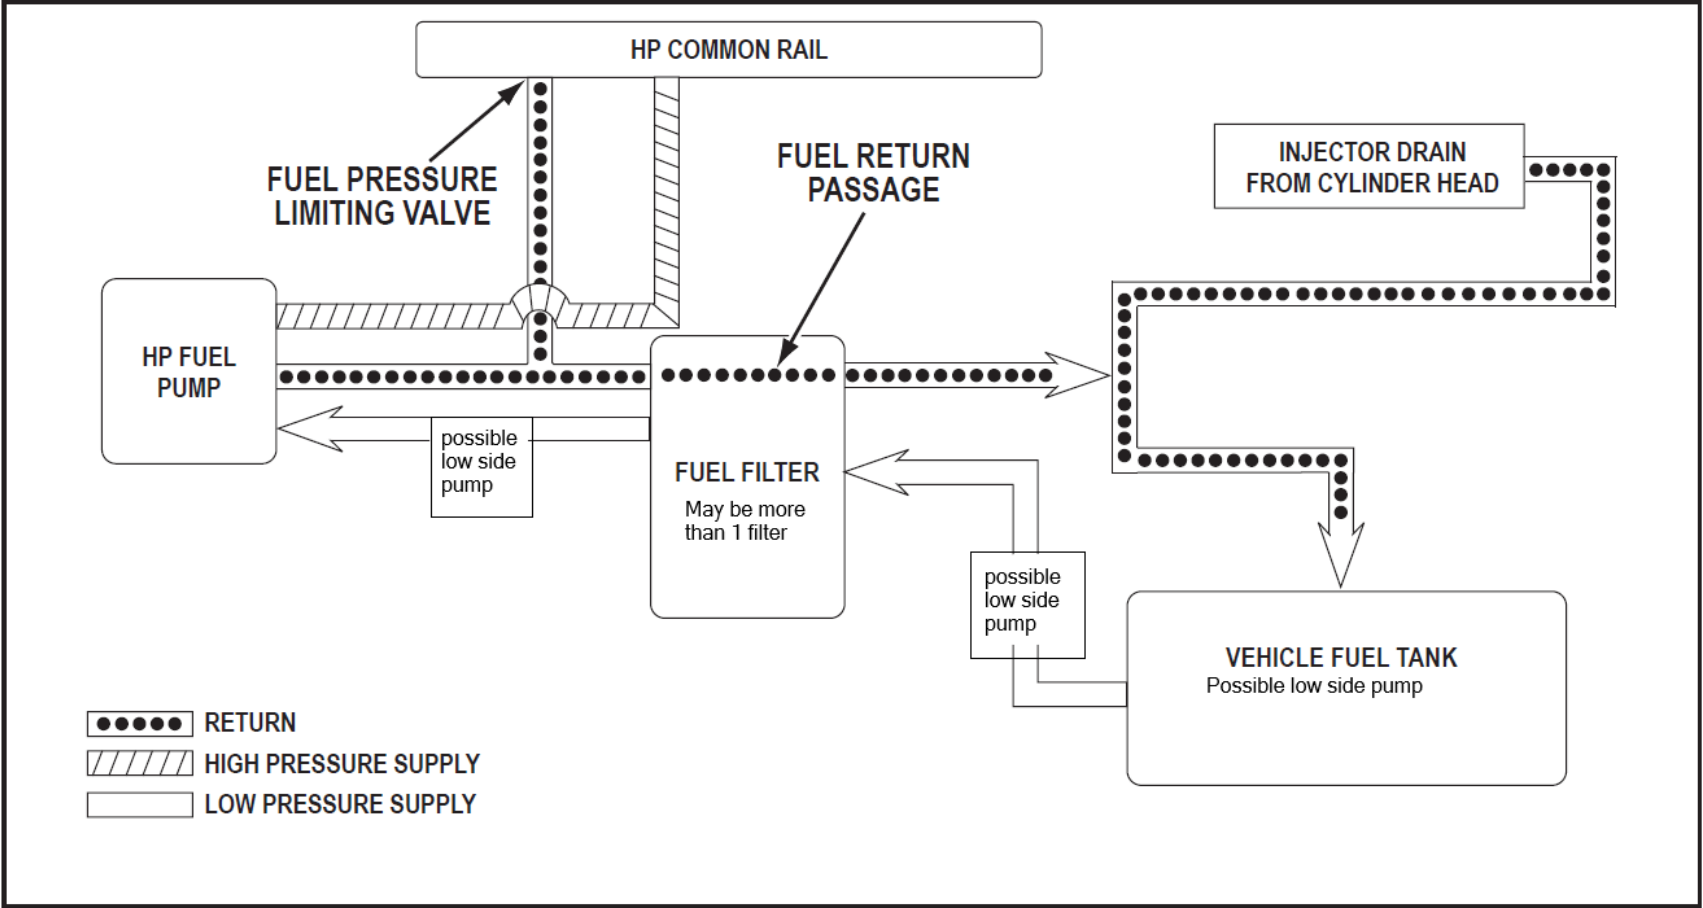 HP COMMON RAIL
FUEL PRESSURE
LIMITING VALVE
FUEL RETURN
PASSAGE
INJECTOR DRAIN
FROM CYLINDER HEAD
HP FUEL
PUMP
possible
low side
pump
FUEL FILTER
May be more
than 1 filter
possible
low side
pump
VEHICLE FUEL TANK
Possible low side pump
RETURN
HIGH PRESSURE SUPPLY
LOW PRESSURE SUPPLY